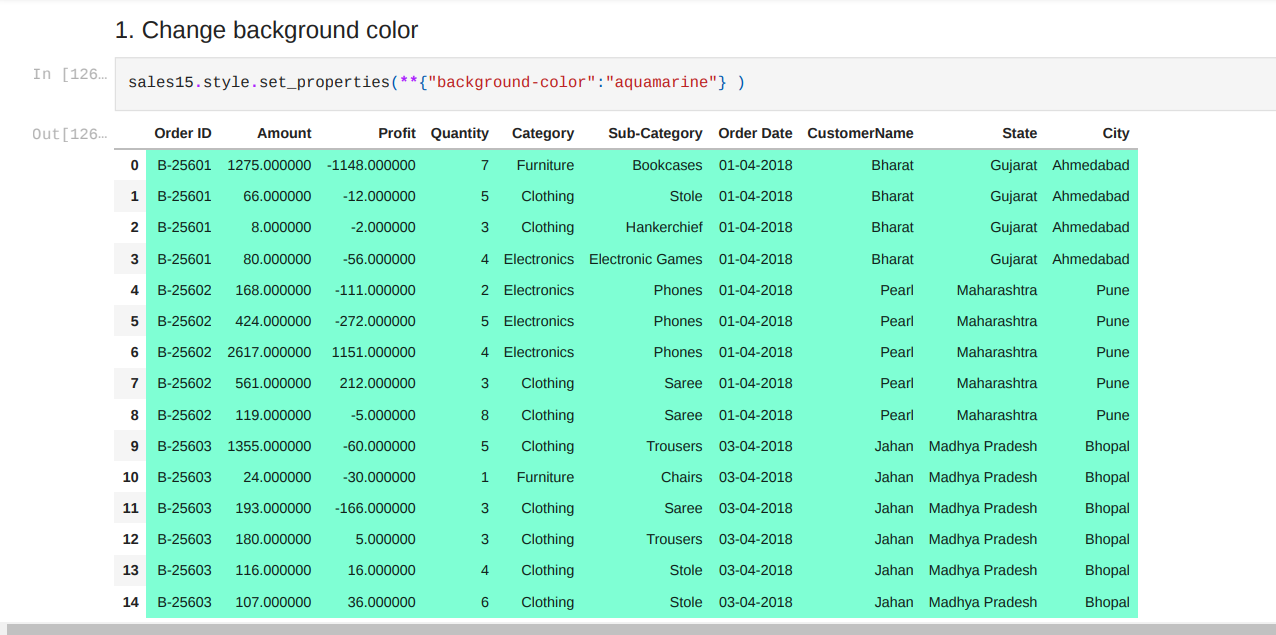 1. Change background color
In [126…
sales15.style.set_properties(**{"background-color":"aquamarine"} )
Out[126…
Order ID Amount Profit Quantity Category Sub-Category Order Date CustomerName State City
0 B-25601 1275.000000 -1148.000000 7 Furniture Bookcases 01-04-2018 Bharat Gujarat Ahmedabad
1 B-25601 66.000000 -12.000000 5 Clothing Stole 01-04-2018 Bharat Gujarat Ahmedabad
2 B-25601 8.000000 -2.000000 3 Clothing Hankerchief 01-04-2018 Bharat Gujarat Ahmedabad
3 B-25601 80.000000 -56.000000 4 Electronics Electronic Games 01-04-2018 Bharat Gujarat Ahmedabad
4 B-25602 168.000000 -111.000000 2 Electronics Phones 01-04-2018 Pearl Maharashtra Pune
5 B-25602 424.000000 -272.000000 5 Electronics Phones 01-04-2018 Pearl Maharashtra Pune
6 B-25602 2617.000000 1151.000000 4 Electronics Phones 01-04-2018 Pearl Maharashtra Pune
7 B-25602 561.000000 212.000000 3 Clothing Saree 01-04-2018 Pearl Maharashtra Pune
8 B-25602 119.000000 -5.000000 8 Clothing Saree 01-04-2018 Pearl Maharashtra Pune
9 B-25603 1355.000000 -60.000000 5 Clothing Trousers 03-04-2018 Jahan Madhya Pradesh Bhopal
10 B-25603 24.000000 -30.000000 1 Furniture Chairs 03-04-2018 Jahan Madhya Pradesh Bhopal
11 B-25603 193.000000 -166.000000 3 Clothing Saree 03-04-2018 Jahan Madhya Pradesh Bhopal
12 B-25603 180.000000 5.000000 3 Clothing Trousers 03-04-2018 Jahan Madhya Pradesh Bhopal
13 B-25603 116.000000 16.000000 4 Clothing Stole 03-04-2018 Jahan Madhya Pradesh Bhopal
14 B-25603 107.000000 36.000000 6 Clothing Stole 03-04-2018 Jahan Madhya Pradesh Bhopal